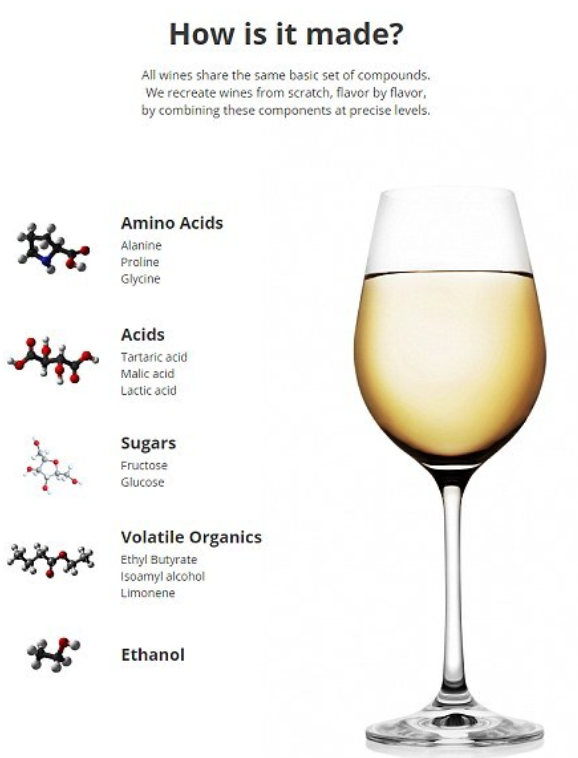 How is it made?
All wines share the same basic set of compounds.
We recreate wines from scratch, flavor by flavor,
by combining these components at precise levels.
Amino Acids
Alanine
Proline
Glycine
Acids
Tartaric acid
Malic acid
Lactic acid
Sugars
Fructose
Glucose
Volatile Organics
Ethyl Butyrate
Isoamyl alcohol
Limonene
Ethanol